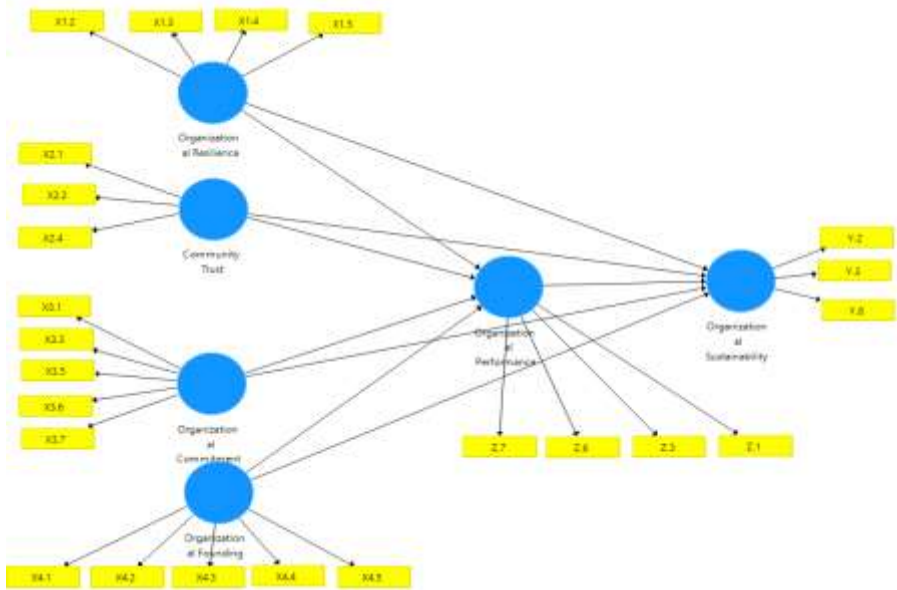 X1.2
X1.3
X1.4
X1.5
Organization
al Resilience
X2.1
X2.2
X2.4
Community
Trust
X3.1
X3.3
X3.5
X3.6
X3.7
Organization
al
Commitment
Organization
al
Performance
Organization
al
Sustainability
Y.2
Y.8
Z.7
Z.6
Z.3
Z.1
Organization
al Founding
X4.1
X4.2
X4.3
X4.4
X4.5